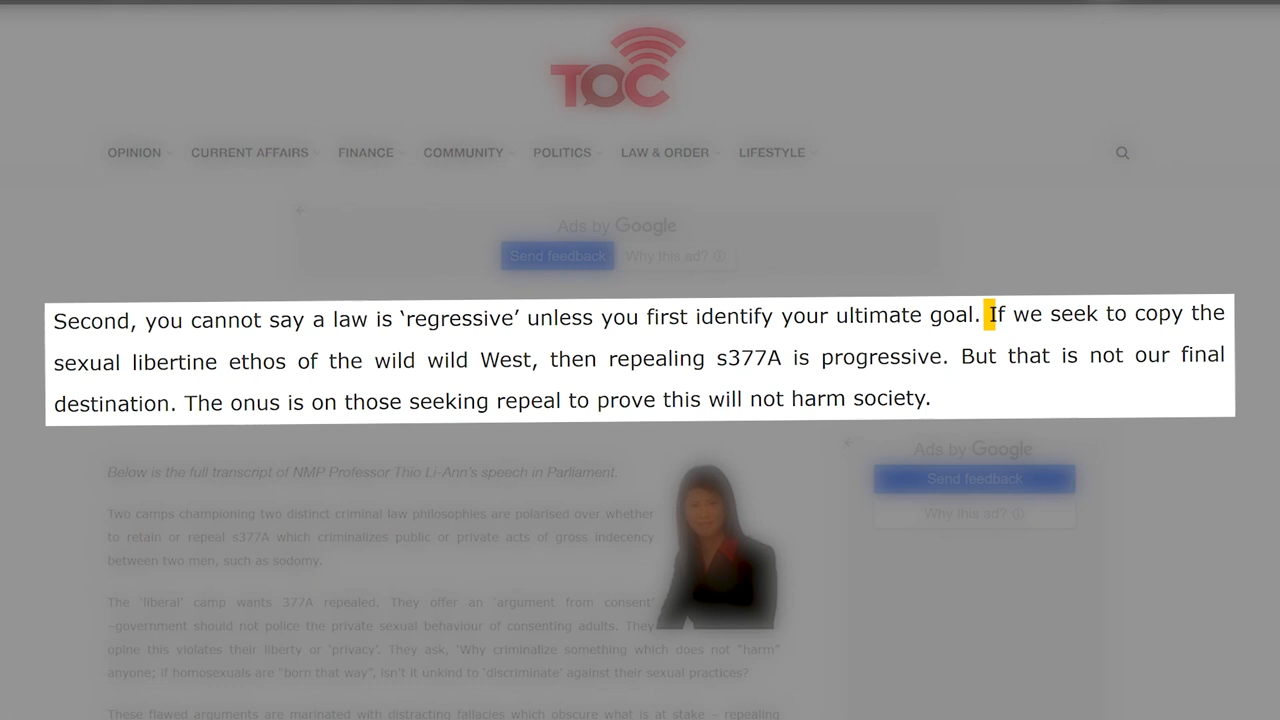 TOC
OPINION CURRENT AFFAIRS FINANCE COMMUNITY POLITICS LAW & ORDER LIFESTYLE
Ads by Google
Send feedback Why this ad?
Second, you cannot say a law is ‘regressive’ unless you first identify your ultimate goal. If we seek to copy the
sexual libertine ethos of the wild wild West, then repealing s377A is progressive. But that is not our final
destination. The onus is on those seeking repeal to prove this will not harm society.
Below is the full transcript of NMP Professor Thio Li-Ann's speech in Parliament.
Two camps championing two distinct criminal law philosophies are polarised over whether
to retain or repeal s377A which criminalizes public or private acts of gross indecency
between two men, such as sodomy.
The ‘liberal’ camp wants 377A repealed. They offer an ‘argument from consent’
–government should not police the private sexual behaviour of consenting adults. They
opine this violates their liberty or ‘privacy’. They ask, ‘Why criminalize something which does not “harm”
anyone; if homosexuals are “born that way”, isn’t it unkind to ‘discriminate’ against their sexual practices?
These flawed arguments are marinated with distracting fallacies which obscure what is at stake – repealing
Ads by Google
Send feedback
Why this ad?